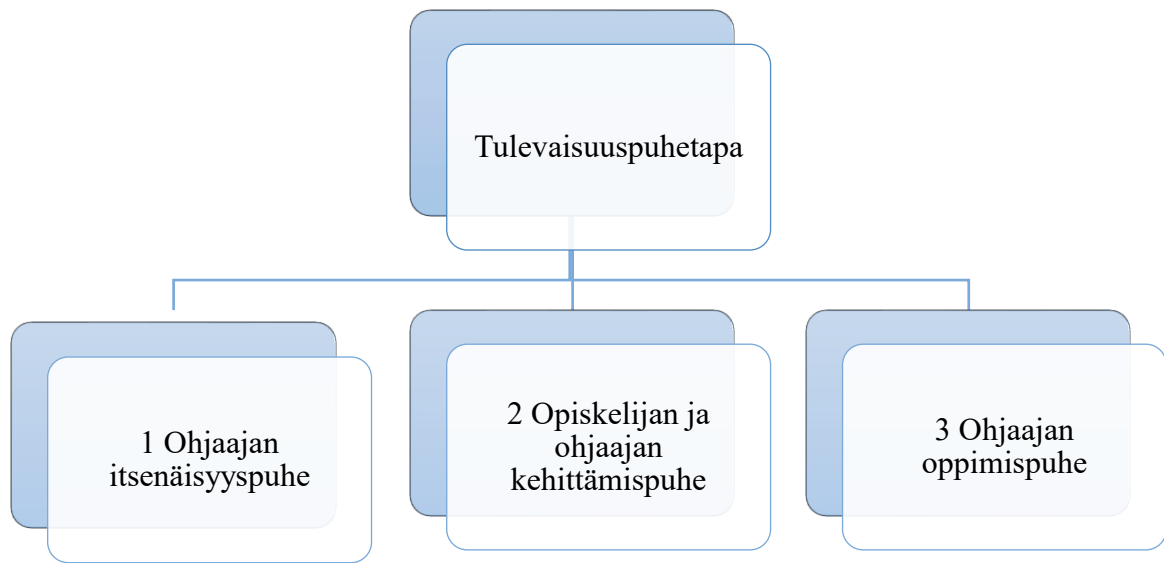 Tulevaisuuspuhetapa
1 Ohjaajan
itsenäisyyspuhe
2 Opiskelijan ja
ohjaajan
kehittämispuhe
3 Ohjaajan
oppimispuhe